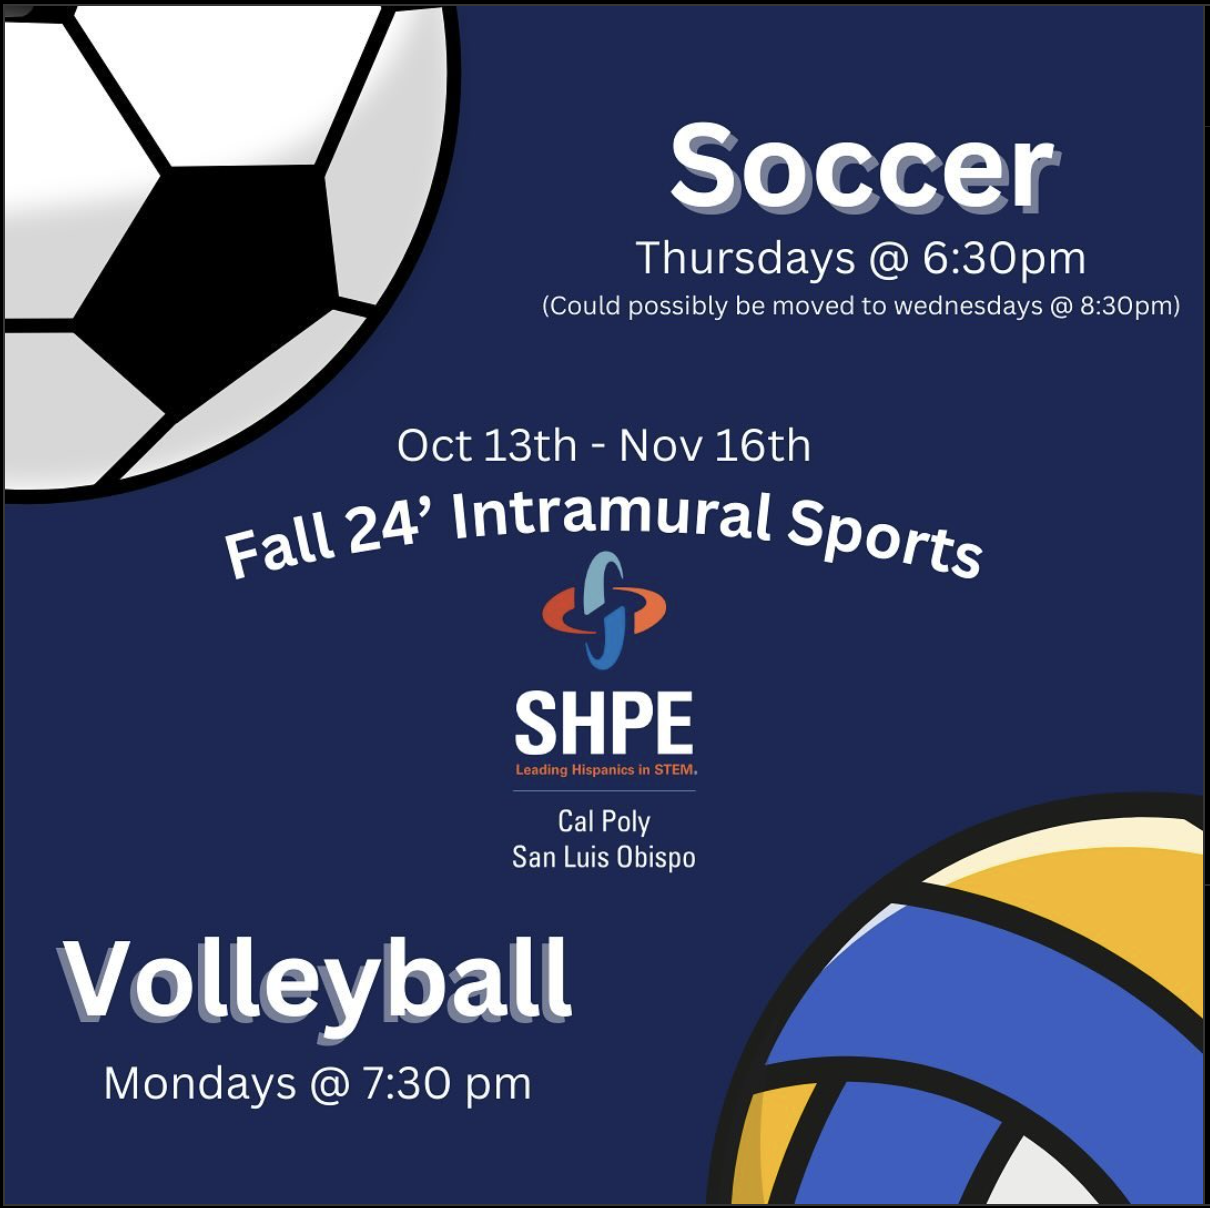 Soccer
Thursdays @ 6:30pm
(Could possibly be moved to wednesdays @ 8:30pm)
Oct 13th - Nov 16th
Fall 24’ Intramural Sports
SHPE
Leading Hispanics in STEM.
Cal Poly
San Luis Obispo
Volleyball
Mondays @ 7:30 pm